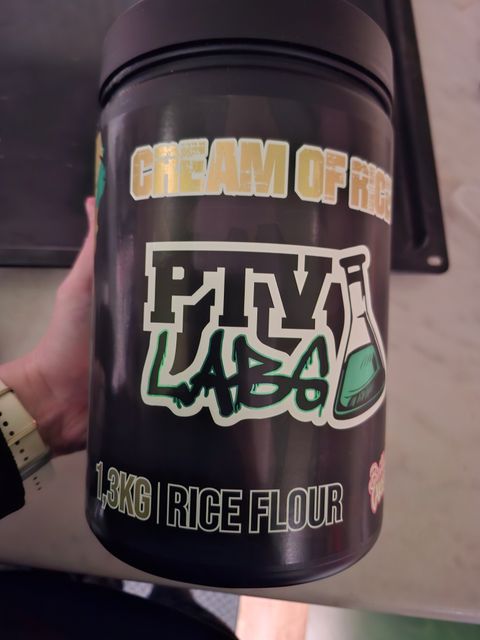 CREAM OF RICE
PTV
LABS
1,3KG | RICE FLOUR